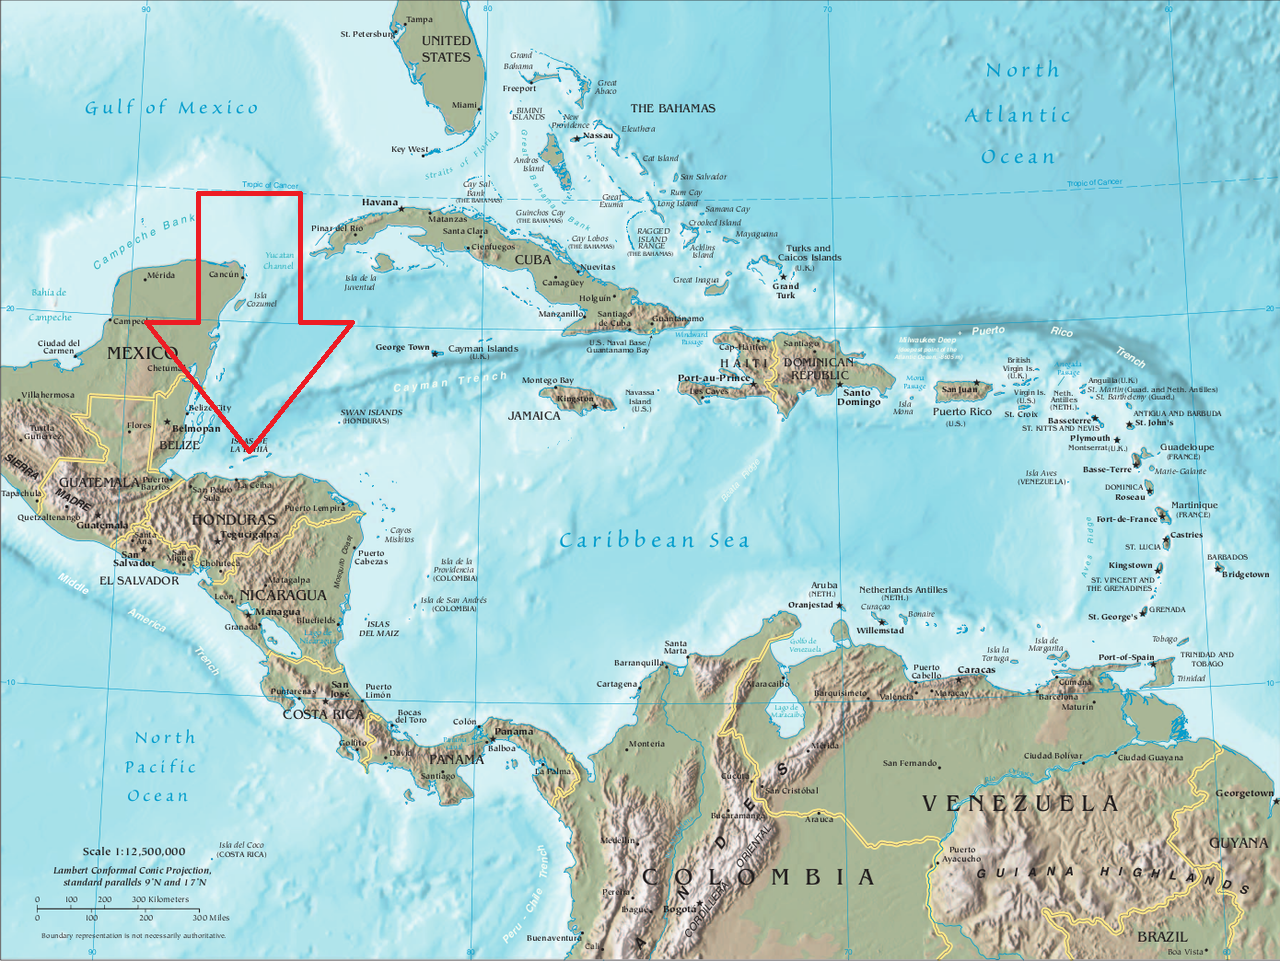 90
80
70
60
Tampa
St. Petersburg
UNITED
STATES
Miami
Key West
Gulf of Mexico
North
Atlantic
Ocean
Grand
Bahama
Freeport
Great
Abaco
THE BAHAMAS
BIMINI
ISLANDS
New
Providence
Nassau
Eleuthera
Andros
Island
Cat Island
San Salvador
Rum Cay
Great
Exuma
Long Island
Samana Cay
Crooked Island
Mayaguana
Acklins
Island
RAGGED
ISLAND
RANGE
(THE BAHAMAS)
Great Inagua
Great Bahama Bank
Straits of Florida
Cay Sal
Bank
(THE BAHAMAS)
Guinchos Cay
(THE BAHAMAS)
Cay Lobos
(THE BAHAMAS)
Turks and
Caicos Islands
(U.K.)
Grand
Turk
Tropic of Cancer
Tropic of Cancer
Campeche Bank
Yucatan
Channel
Havana
Matanzas
Pinar del Rio
Santa Clara
Cienfuegos
CUBA
Isla de la
Juventud
Nuevitas
Camagüey
Holguin
Manzanillo
Santiago
de Cuba
Guantanamo
U.S. Naval Base
Guantanamo Bay
Windward
Passage
Mérida
Cancún
Isla
Cozumel
Bahía de
Campeche
20
Ciudad del
Carmen
MEXICO
Villahermosa
Tuxtla
Gutiérrez
George Town
Cayman Islands
(U.K.)
Cayman Trench
SWAN ISLANDS
(HONDURAS)
Montego Bay
Kingston
JAMAICA
Navassa
Island
(U.S.)
Cap-Haitien
HAITI
Port-au-Prince
Les Cayes
Santiago
DOMINICAN
REPUBLIC
Santo
Domingo
Mona
Passage
Isla
Mona
Puerto Rico Trench
Milwaukee Deep
San Juan
Puerto Rico
(U.S.)
British
Virgin Is.
(U.K.)
Virgin Is.
(U.S.)
St. Croix
Anegada
Passage
Anguilla (U.K.)
St. Martin (Guad. and Neth. Antilles)
St. Barthelemy (Guad.)
Neth.
Antilles
(NETH.)
ANTIGUA AND BARBUDA
St. John's
Basseterre
ST. KITTS AND NEVIS
Plymouth
Montserrat (U.K.)
Guadeloupe
(FRANCE)
Basse-Terre
Marie-Galante
Isla Aves
(VENEZUELA)
DOMINICA
Roseau
Martinique
(FRANCE)
Fort-de-France
Castries
ST. LUCIA
BARBADOS
Bridgetown
Kingstown
ST. VINCENT AND
THE GRENADINES
GRENADA
St. George's
Aves Ridge
Tobago
TRINIDAD AND
TOBAGO
Port-of-Spain
Trinidad
Belize City
Belmopan
BELIZE
Flores
ISLAS DE
GUATEMALA
Puerto
Barrios
SIERRA
MADRE
Tapachula
Quetzaltenango
Guatemala
San Pedro
Sula
La Ceiba
HONDURAS
Puerto Lempira
Tegucigalpa
Santa
Ana
San
Salvador
San
Miguel
Choluteca
EL SALVADOR
Cayos
Miskitos
Puerto
Cabezas
Mosquito Coast
Matagalpa
NICARAGUA
León
Managua
Granada
Bluefields
Lago de
Nicaragua
Isla de la
Providencia
(COLOMBIA)
Isla de San Andrés
(COLOMBIA)
ISLAS
DEL MAIZ
Caribbean Sea
Middle America Trench
10
Puntarenas
San
José
Puerto
Limón
COSTA RICA
Golfito
Bocas
del Toro
David
Colón
Panama
Balboa
PANAMA
Santiago
La Palma
Santa
Marta
Barranquilla
Cartagena
Aruba
(NETH.)
Oranjestad
Netherlands Antilles
(NETH.)
Curaçao
Bonaire
Willemstad
Golfo de
Venezuela
Isla la
Tortuga
Isla de
Margarita
Maracaibo
Lago de
Maracaibo
Barquisimeto
Puerto
Cabello
Valencia
Maracay
Caracas
Cumana
Barcelona
Maturín
10
Monteria
Mérida
San Fernando
Ciudad Bolívar
Ciudad Guayana
Cúcuta
San Cristóbal
Bucaramanga
Arauca
VENEZUELA
Georgetown
GUYANA
Puerto
Ayacucho
GUIANA HIGHLANDS
Medellín
Pereira
Ibagué
Bogotá
COLOMBIA
ANDES
CORDILLERA ORIENTAL
Buenaventura
Cali
Peru - Chile Trench
BRAZIL
Boa Vista
North
Pacific
Ocean
Isla del Coco
(COSTA RICA)
Scale 1:12,500,000
Lambert Conformal Conic Projection,
standard parallels 9°N and 17°N
0 100 200 300 Kilometers
0 100 200 300 Miles
Boundary representation is not necessarily authoritative.
90
80
70
60